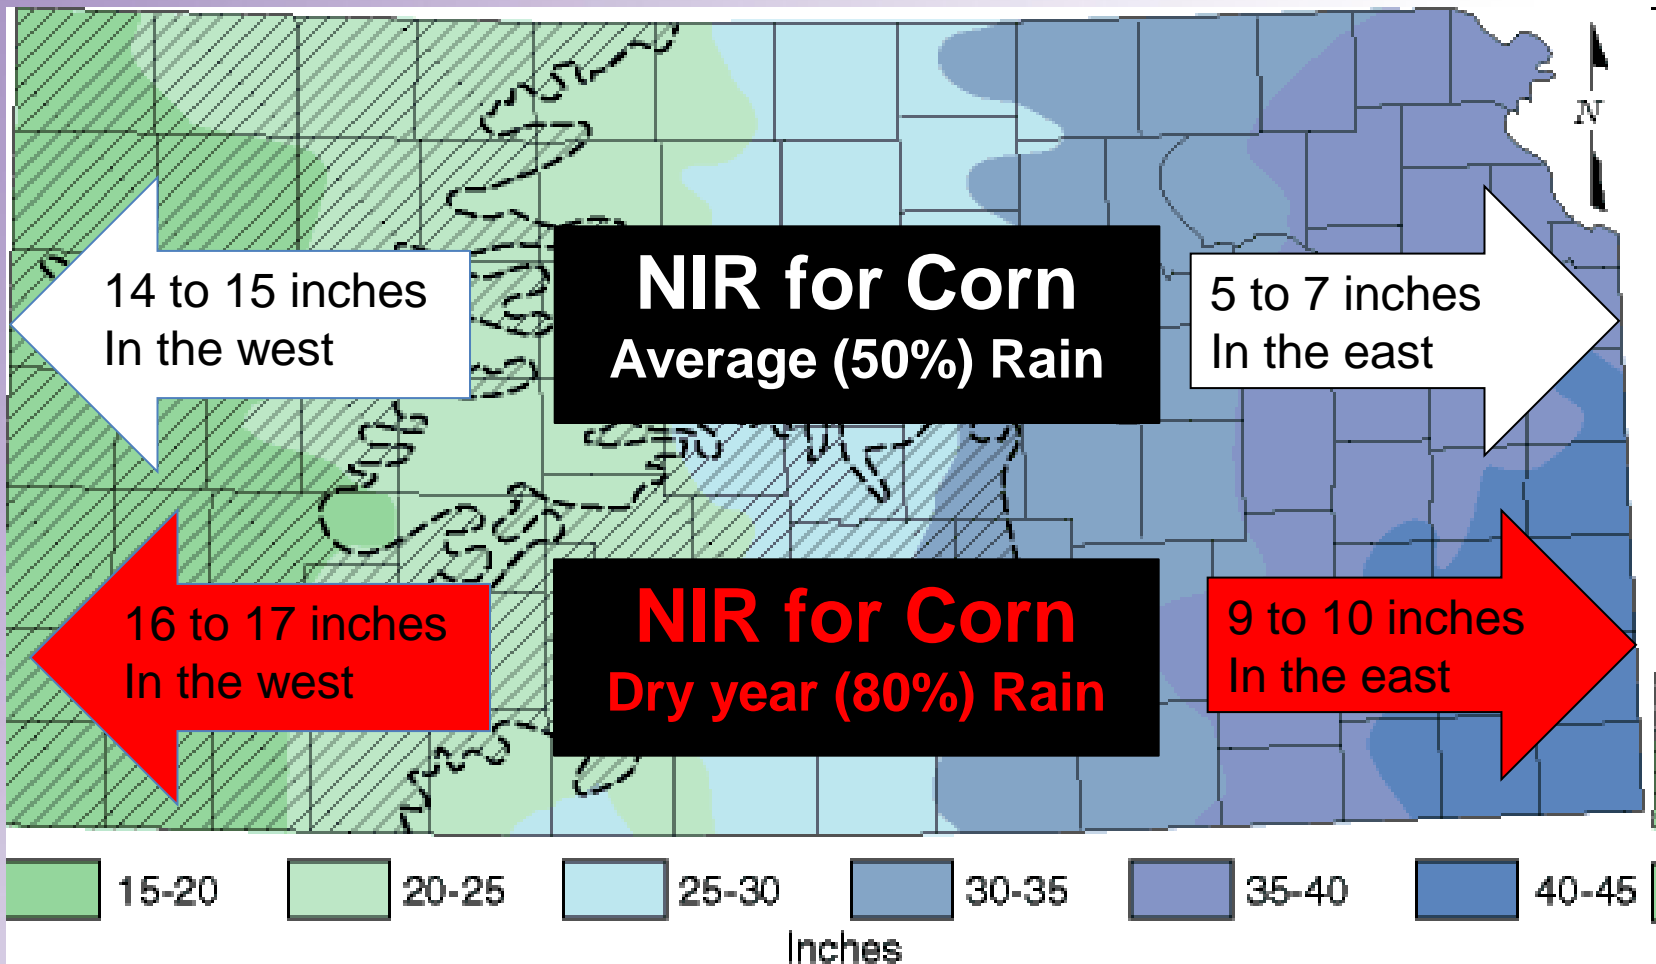 N
14 to 15 inches
In the west
NIR for Corn
Average (50%) Rain
5 to 7 inches
In the east
16 to 17 inches
In the west
NIR for Corn
Dry year (80%) Rain
9 to 10 inches
In the east
15-20
20-25
25-30
30-35
35-40
40-45
Inches